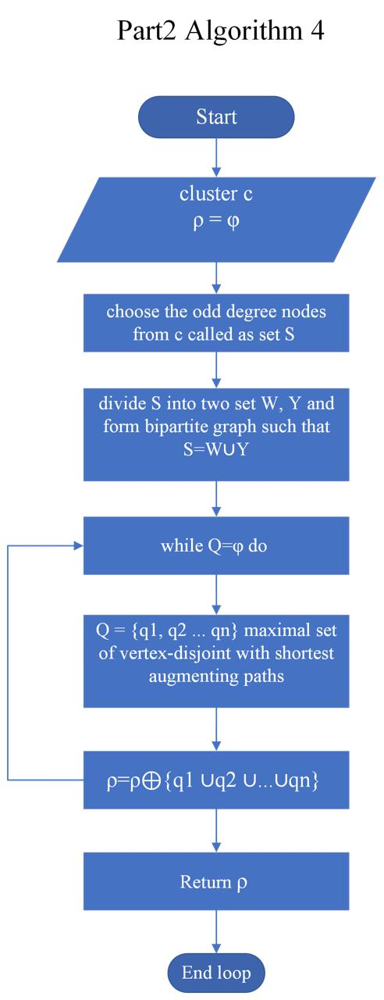 Part2 Algorithm 4
Start
cluster c
ρ = φ
choose the odd degree nodes
from c called as set S
divide S into two set W, Y and
form bipartite graph such that
S=W∪Y
while Q=φ do
Q = {q1, q2 ... qn} maximal set
of vertex-disjoint with shortest
augmenting paths
ρ=ρ⊕{q1 ∪q2 ∪...∪qn}
Return ρ
End loop